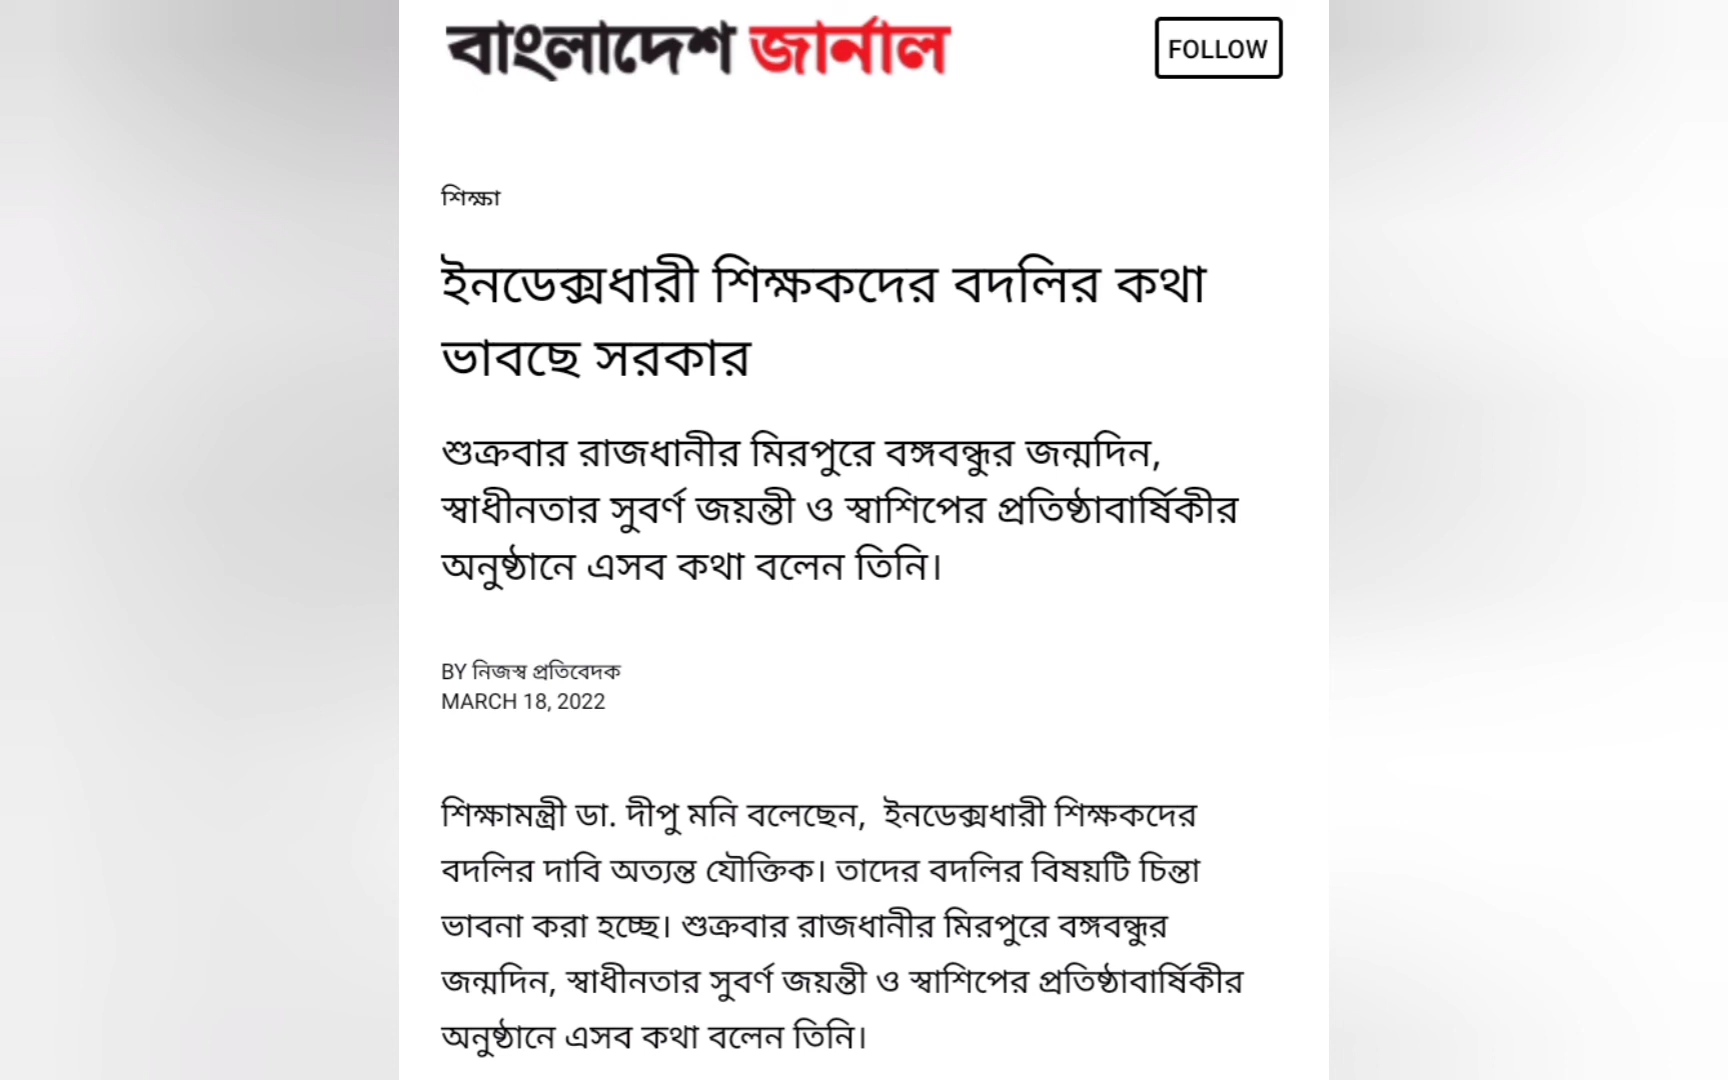 বাংলাদেশ জার্নাল
FOLLOW
শিক্ষা
ইনডেক্সধারী শিক্ষকদের বদলির কথা
ভাবছে সরকার
শুক্রবার রাজধানীর মিরপুরে বঙ্গবন্ধুর জন্মদিন,
স্বাধীনতার সুবর্ণ জয়ন্তী ও স্বাশিপের প্রতিষ্ঠাবার্ষিকীর
অনুষ্ঠানে এসব কথা বলেন তিনি।
BY নিজস্ব প্রতিবেদক
MARCH 18, 2022
শিক্ষামন্ত্রী ডা. দীপু মনি বলেছেন, ইনডেক্সধারী শিক্ষকদের
বদলির দাবি অত্যন্ত যৌক্তিক। তাদের বদলির বিষয়টি চিন্তা
ভাবনা করা হচ্ছে। শুক্রবার রাজধানীর মিরপুরে বঙ্গবন্ধুর
জন্মদিন, স্বাধীনতার সুবর্ণ জয়ন্তী ও স্বাশিপের প্রতিষ্ঠাবার্ষিকীর
অনুষ্ঠানে এসব কথা বলেন তিনি।